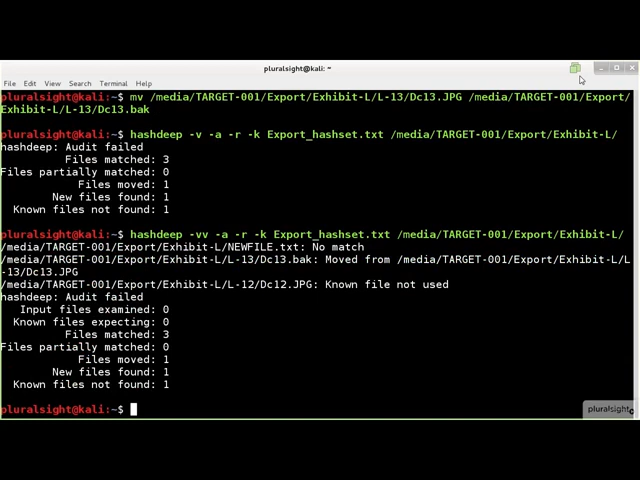 pluralsight@kali: ~
File Edit View Search Terminal Help
pluralsight@kali:~$ mv /media/TARGET-001/Export/Exhibit-L/L-13/Dc13.JPG /media/TARGET-001/Export/
Exhibit-L/L-13/Dc13.bak
pluralsight@kali:~$ hashdeep -v -a -r -k Export_hashset.txt /media/TARGET-001/Export/Exhibit-L/
hashdeep: Audit failed
Files matched: 3
Files partially matched: 0
Files moved: 1
New files found: 1
Known files not found: 1
pluralsight@kali:~$ hashdeep -vv -a -r -k Export_hashset.txt /media/TARGET-001/Export/Exhibit-L/
/media/TARGET-001/Export/Exhibit-L/NEWFILE.txt: No match
/media/TARGET-001/Export/Exhibit-L/L-13/Dc13.bak: Moved from /media/TARGET-001/Export/Exhibit-L/L
-13/Dc13.JPG
/media/TARGET-001/Export/Exhibit-L/L-12/Dc12.JPG: Known file not used
hashdeep: Audit failed
Input files examined: 0
Known files expecting: 0
Files matched: 3
Files partially matched: 0
Files moved: 1
New files found: 1
Known files not found: 1
pluralsight@kali:~$
pluralsight